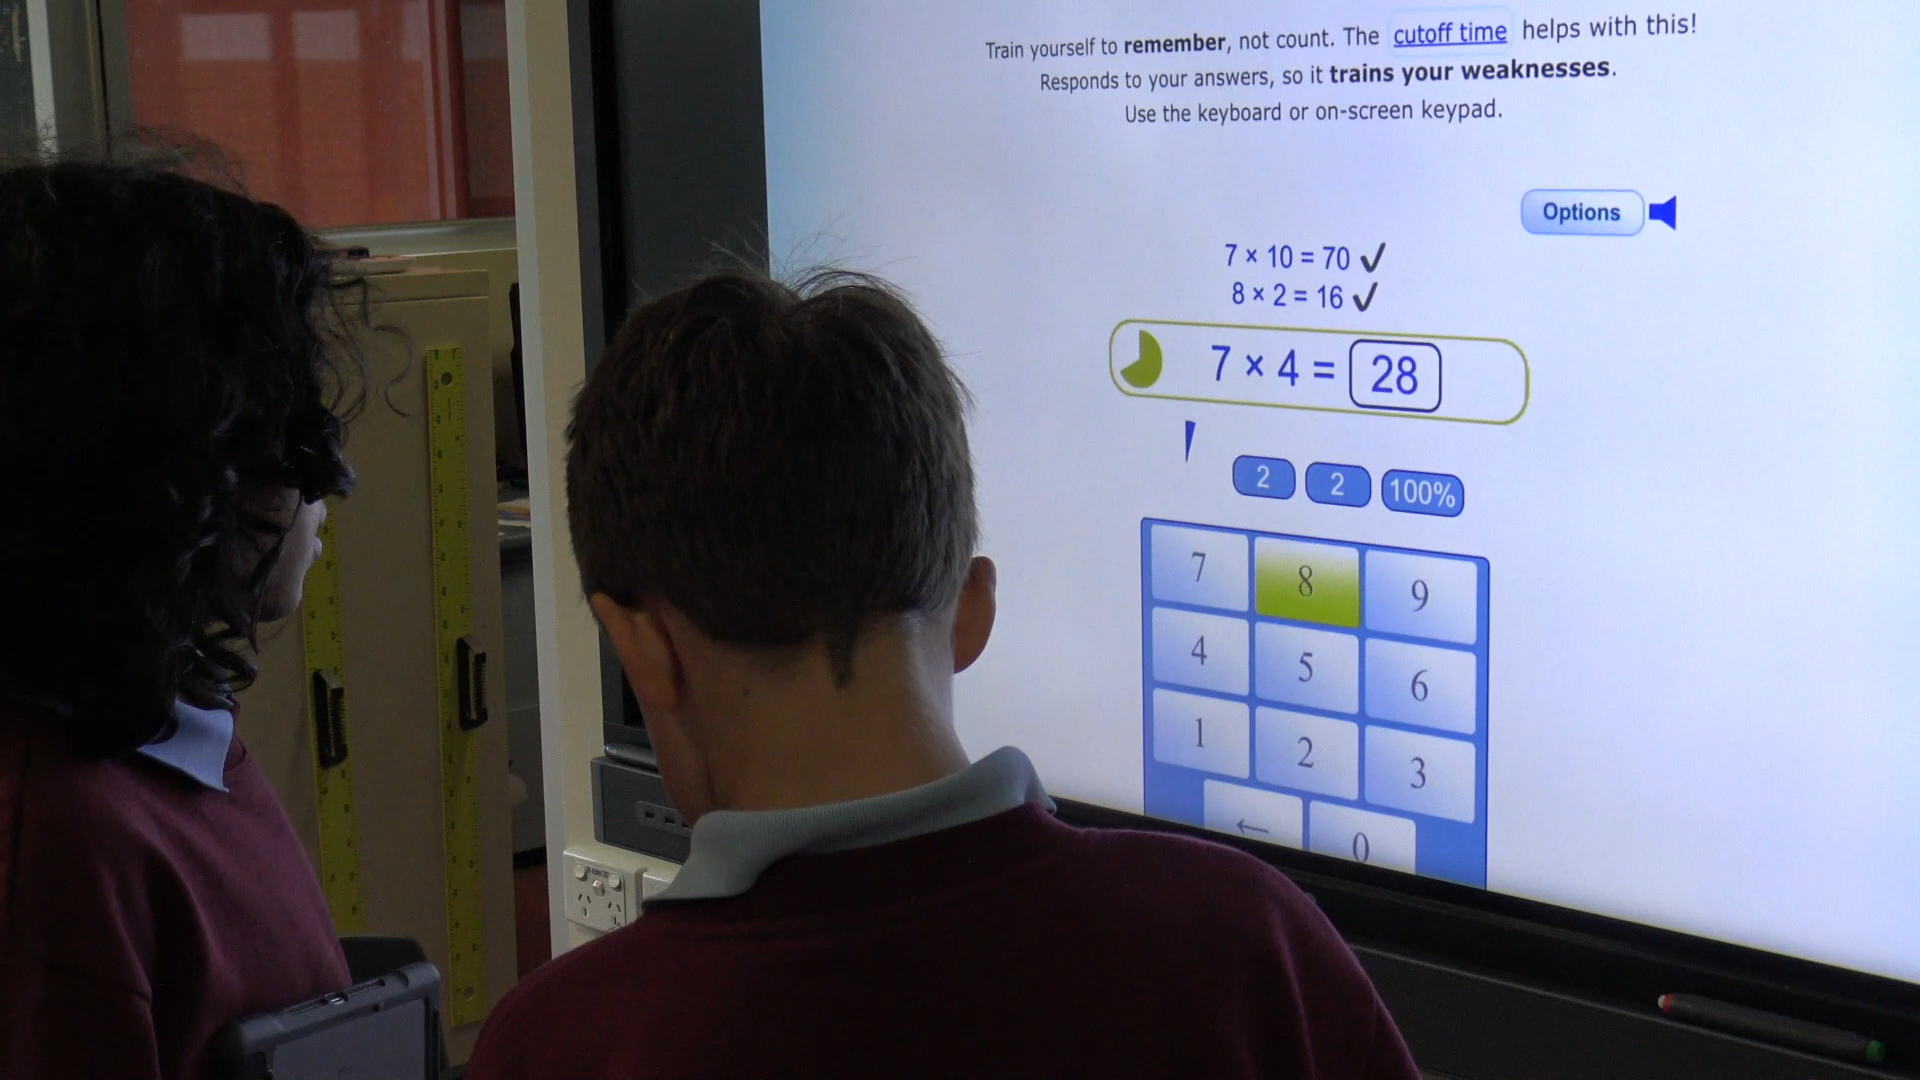 Train yourself to remember, not count. The cutoff time helps with this!
Responds to your answers, so it trains your weaknesses.
Use the keyboard or on-screen keypad.
Options
7 × 10 = 70 ✓
8 × 2 = 16 ✓
7 × 4 = 28
2 2 100%
7 8 9
4 5 6
1 2 3
← 0